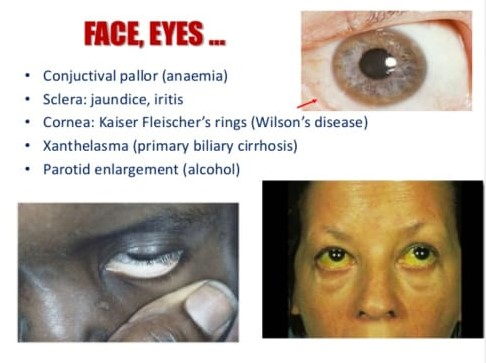 FACE, EYES ...
• Conjuctival pallor (anaemia)
• Sclera: jaundice, iritis
• Cornea: Kaiser Fleischer's rings (Wilson's disease)
• Xanthelasma (primary biliary cirrhosis)
• Parotid enlargement (alcohol)